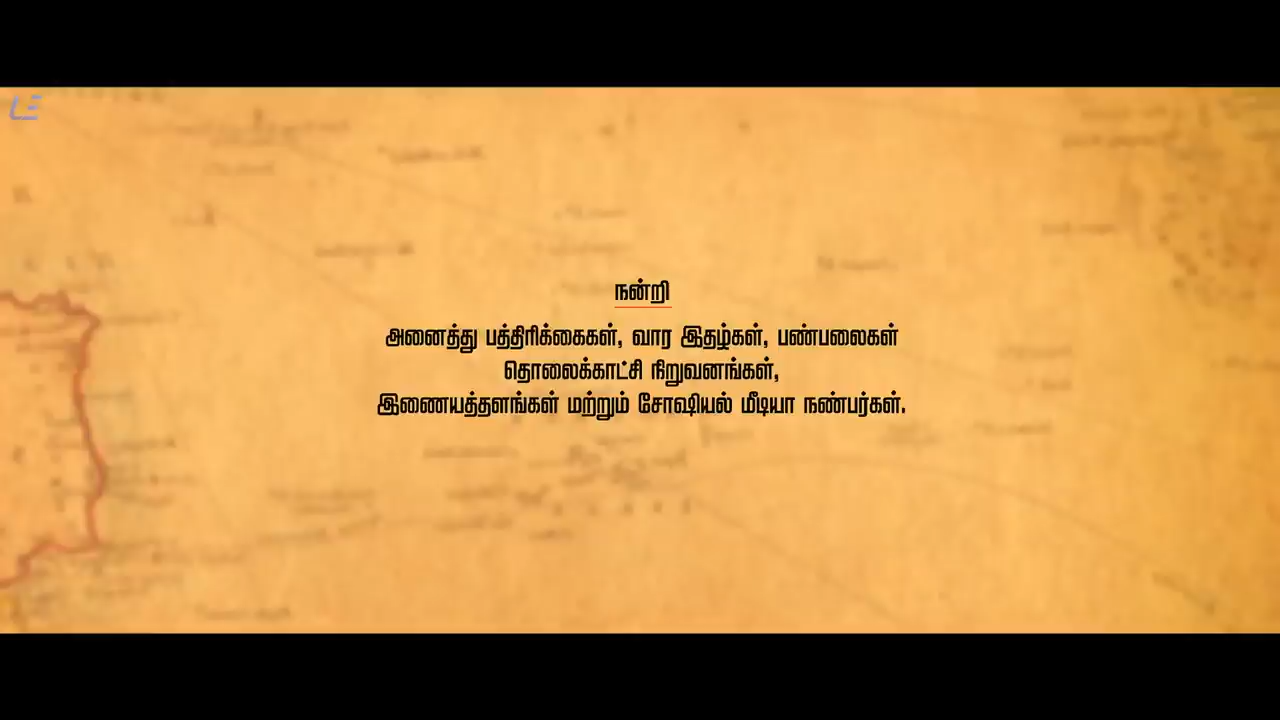 LE
நன்றி
அனைத்து பத்திரிக்கைகள், வார இதழ்கள், பண்பலைகள்
தொலைக்காட்சி நிறுவனங்கள்,
இணையத்தளங்கள் மற்றும் சோஷியல் மீடியா நண்பர்கள்.